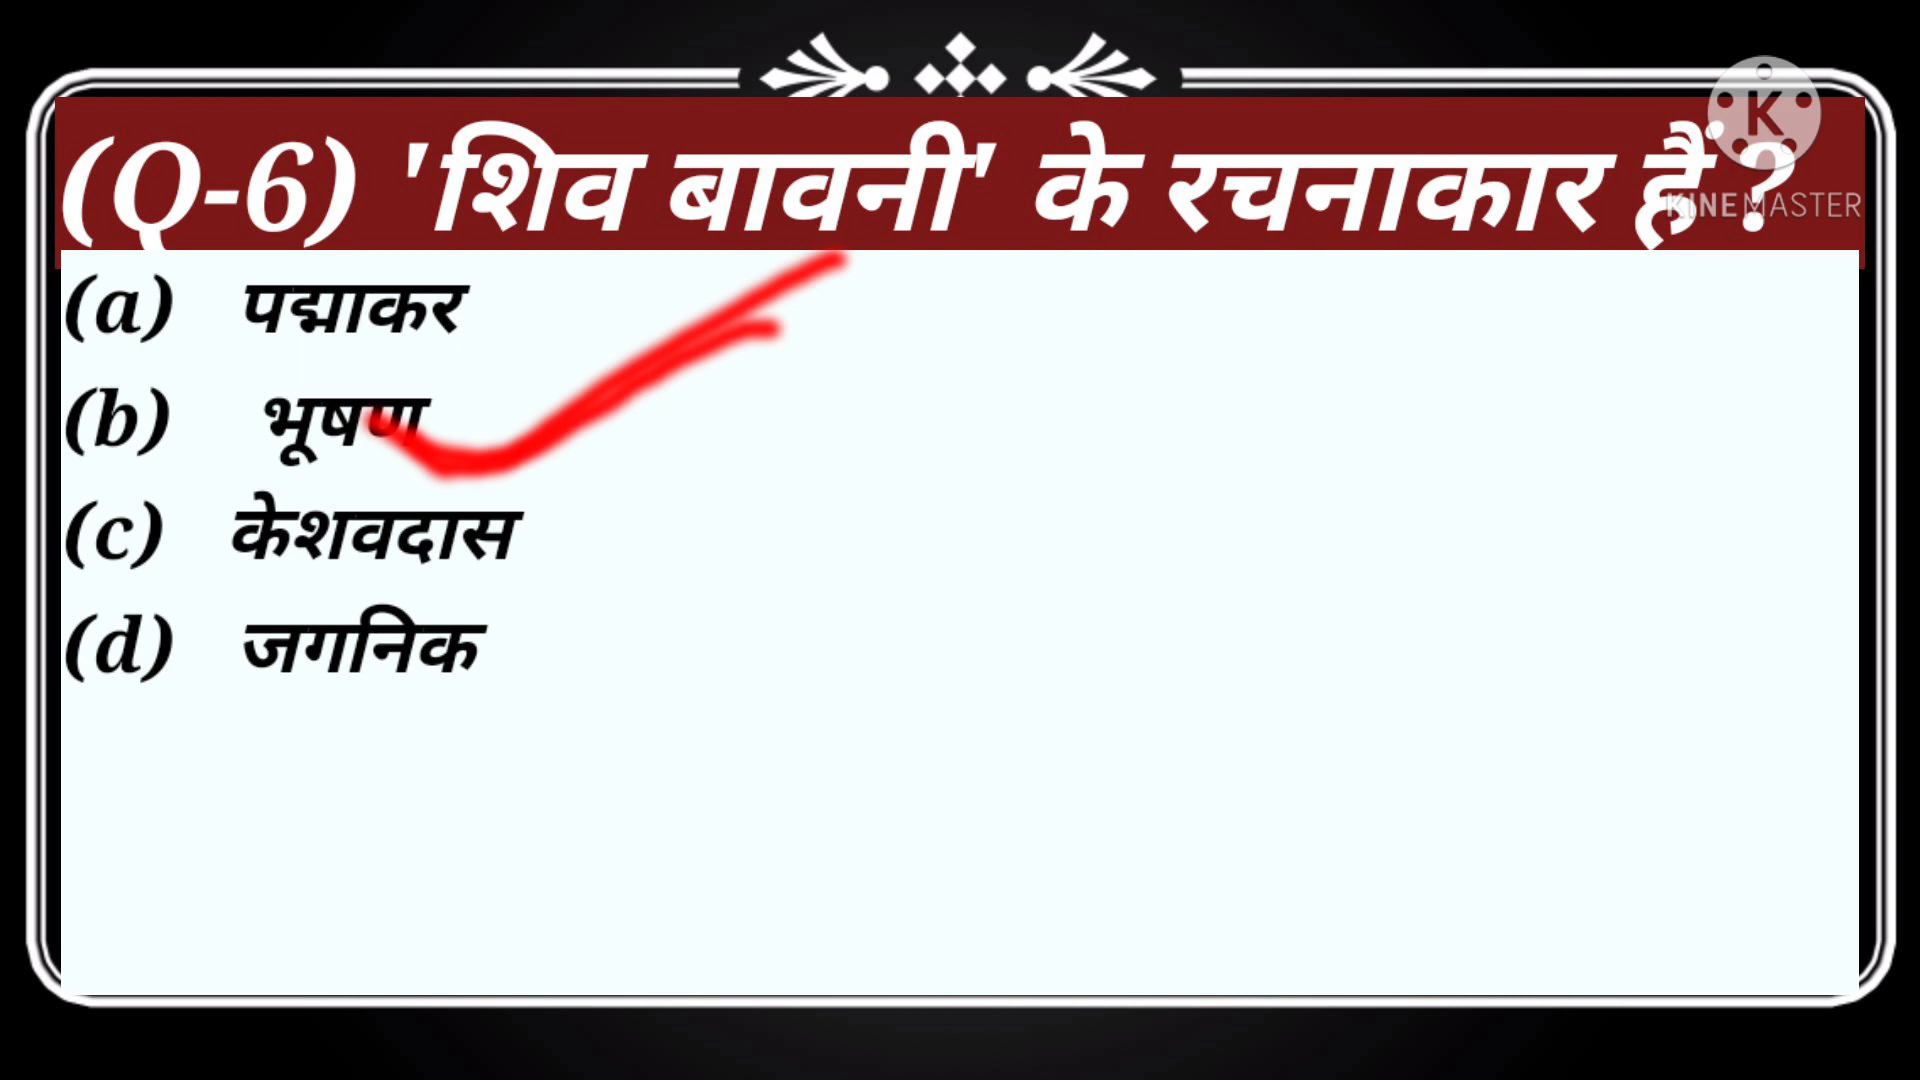 (Q-6) 'शिव बावनी' के रचनाकार हैं ?
K
KINEMASTER
(a) पद्माकर
(b) भूषण
(c) केशवदास
(d) जगनिक